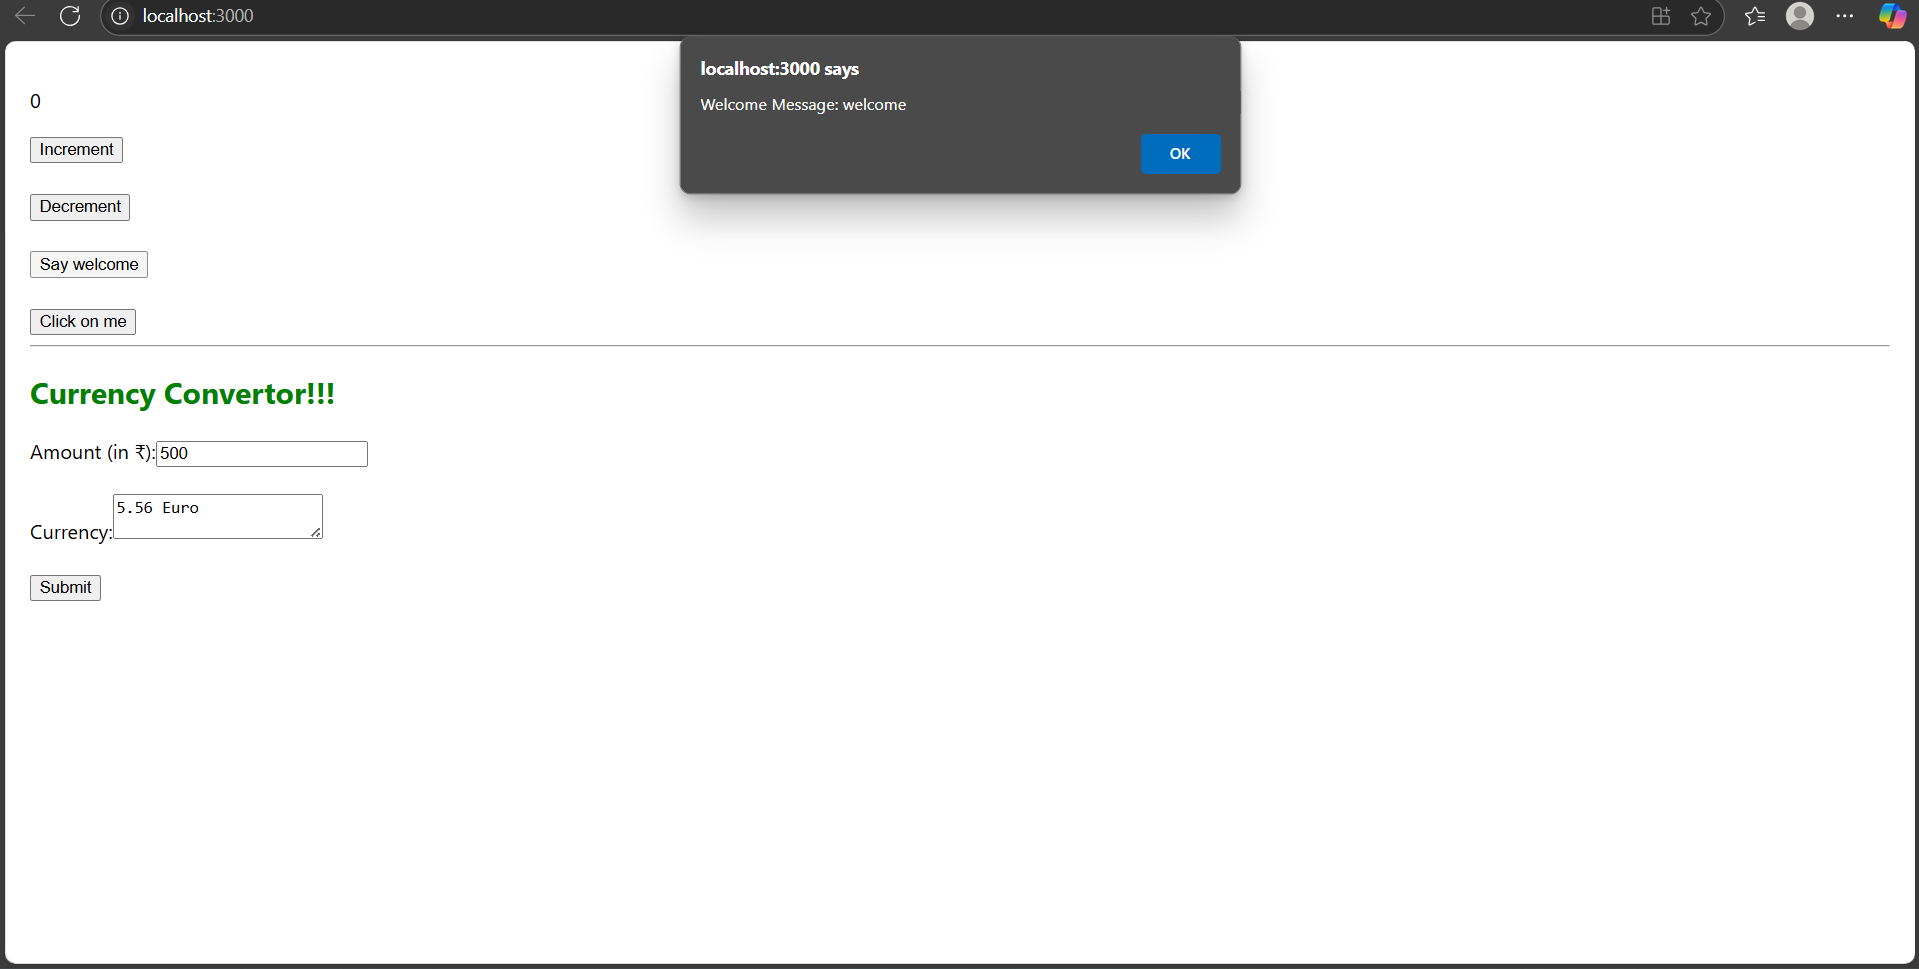 localhost:3000
localhost:3000 says
Welcome Message: welcome
OK
0
Increment
Decrement
Say welcome
Click on me
Currency Convertor!!!
Amount (in ₹):500
5.56 Euro
Currency:
Submit